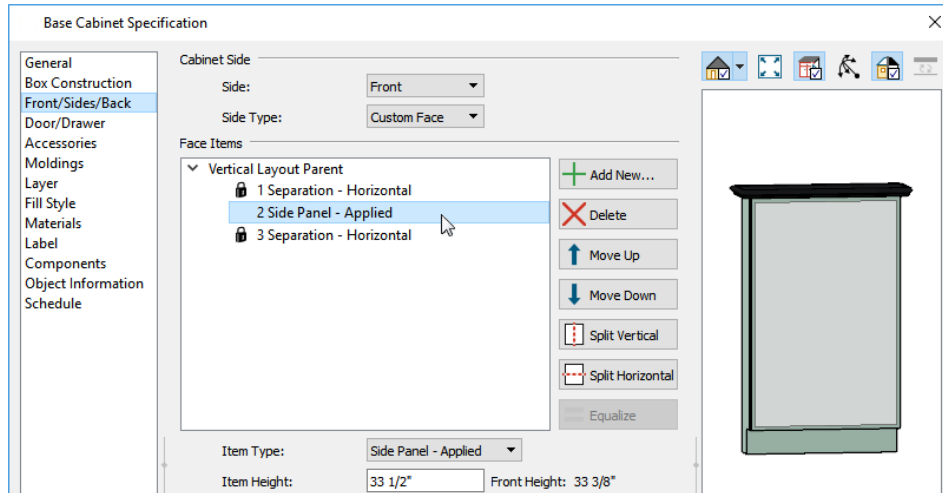 Base Cabinet Specification
General
Box Construction
Front/Sides/Back
Door/Drawer
Accessories
Moldings
Layer
Fill Style
Materials
Label
Components
Object Information
Schedule
Cabinet Side
Side: Front
Side Type: Custom Face
Face Items
Vertical Layout Parent
1 Separation - Horizontal
2 Side Panel - Applied
3 Separation - Horizontal
Add New...
Delete
Move Up
Move Down
Split Vertical
Split Horizontal
Equalize
Item Type: Side Panel - Applied
Item Height: 33 1/2" Front Height: 33 3/8"